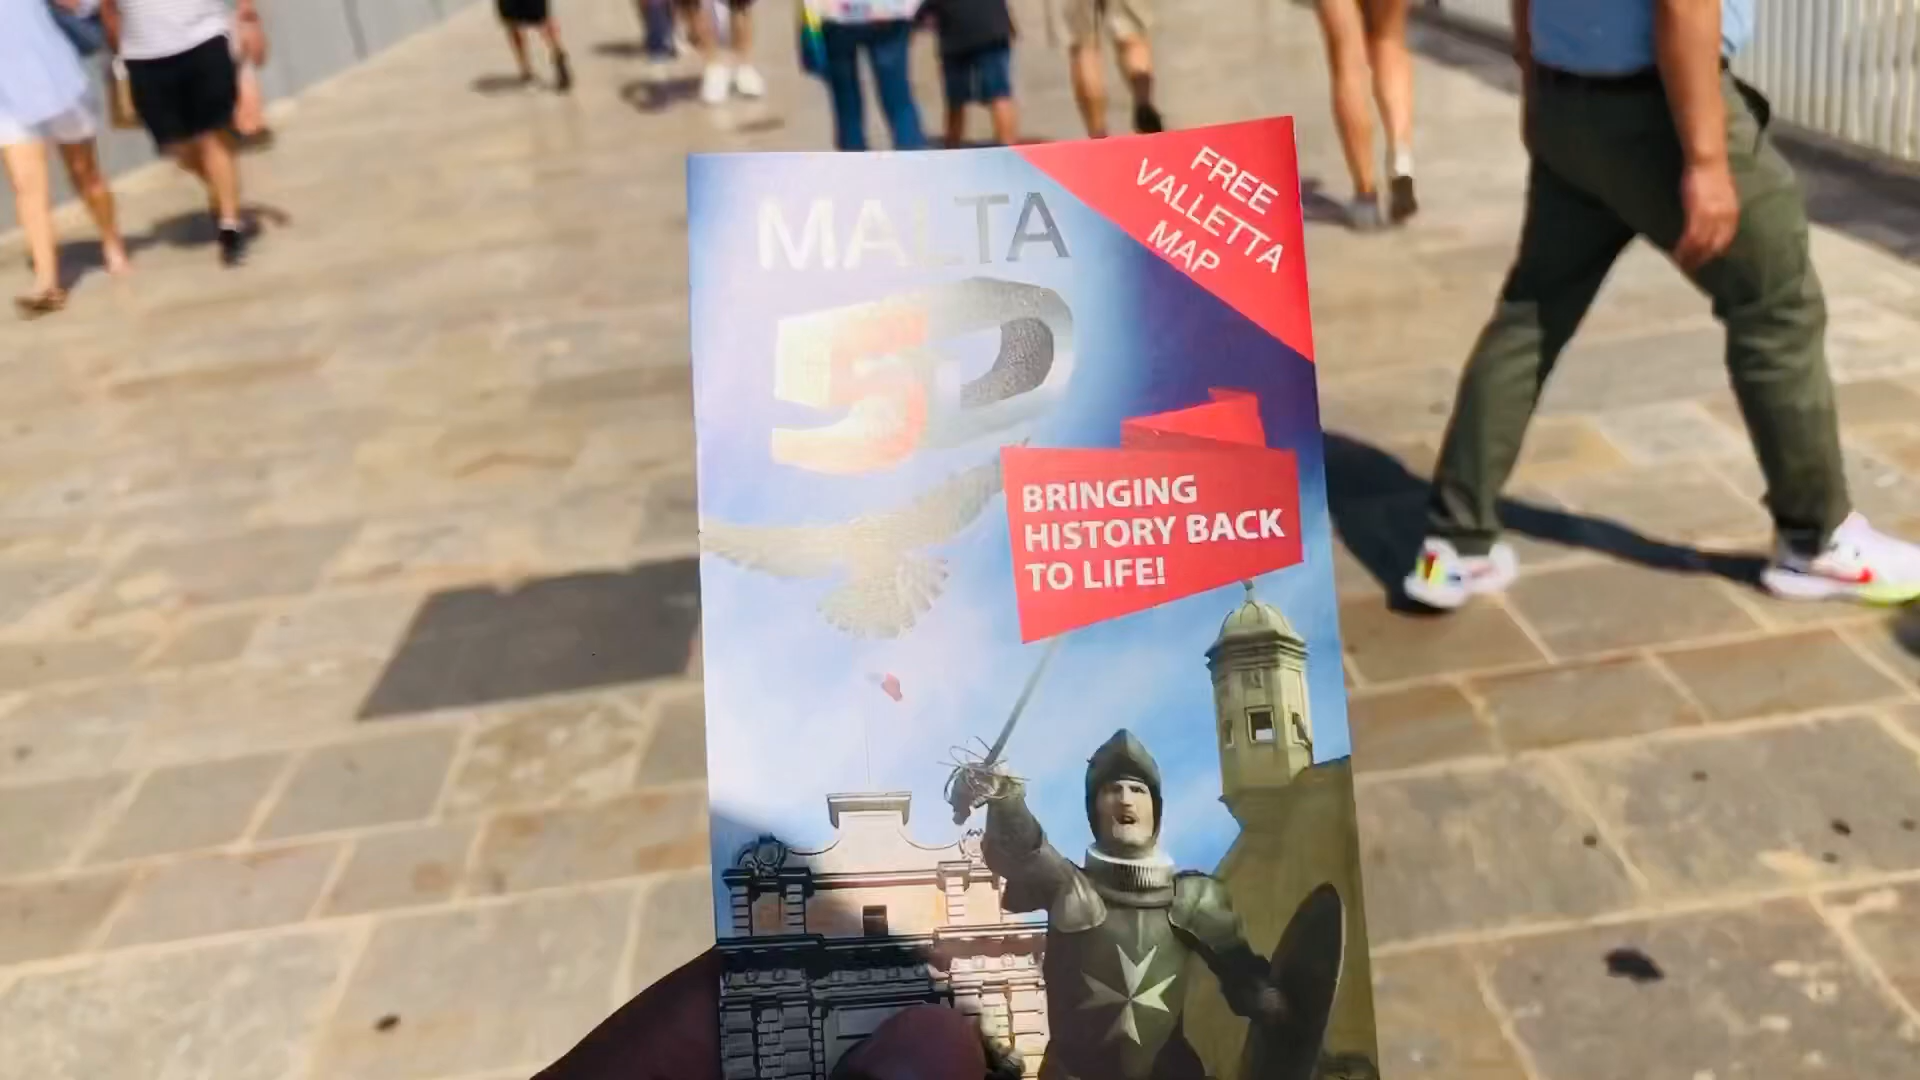 MALTA
5D
FREE
VALLETTA
MAP
BRINGING
HISTORY BACK
TO LIFE!